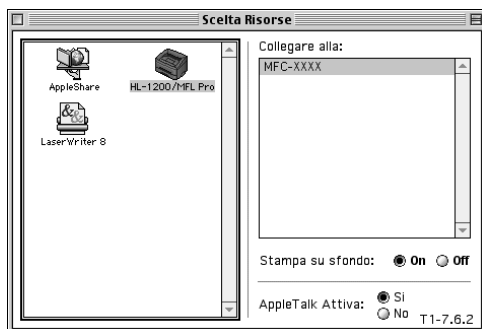 Scelta Risorse
AppleShare
HL-1200/MFL Pro
LaserWriter 8
Collegare alla:
MFC-XXXX
Stampa su sfondo: On Off
AppleTalk Attiva: Si
No
T1-7.6.2